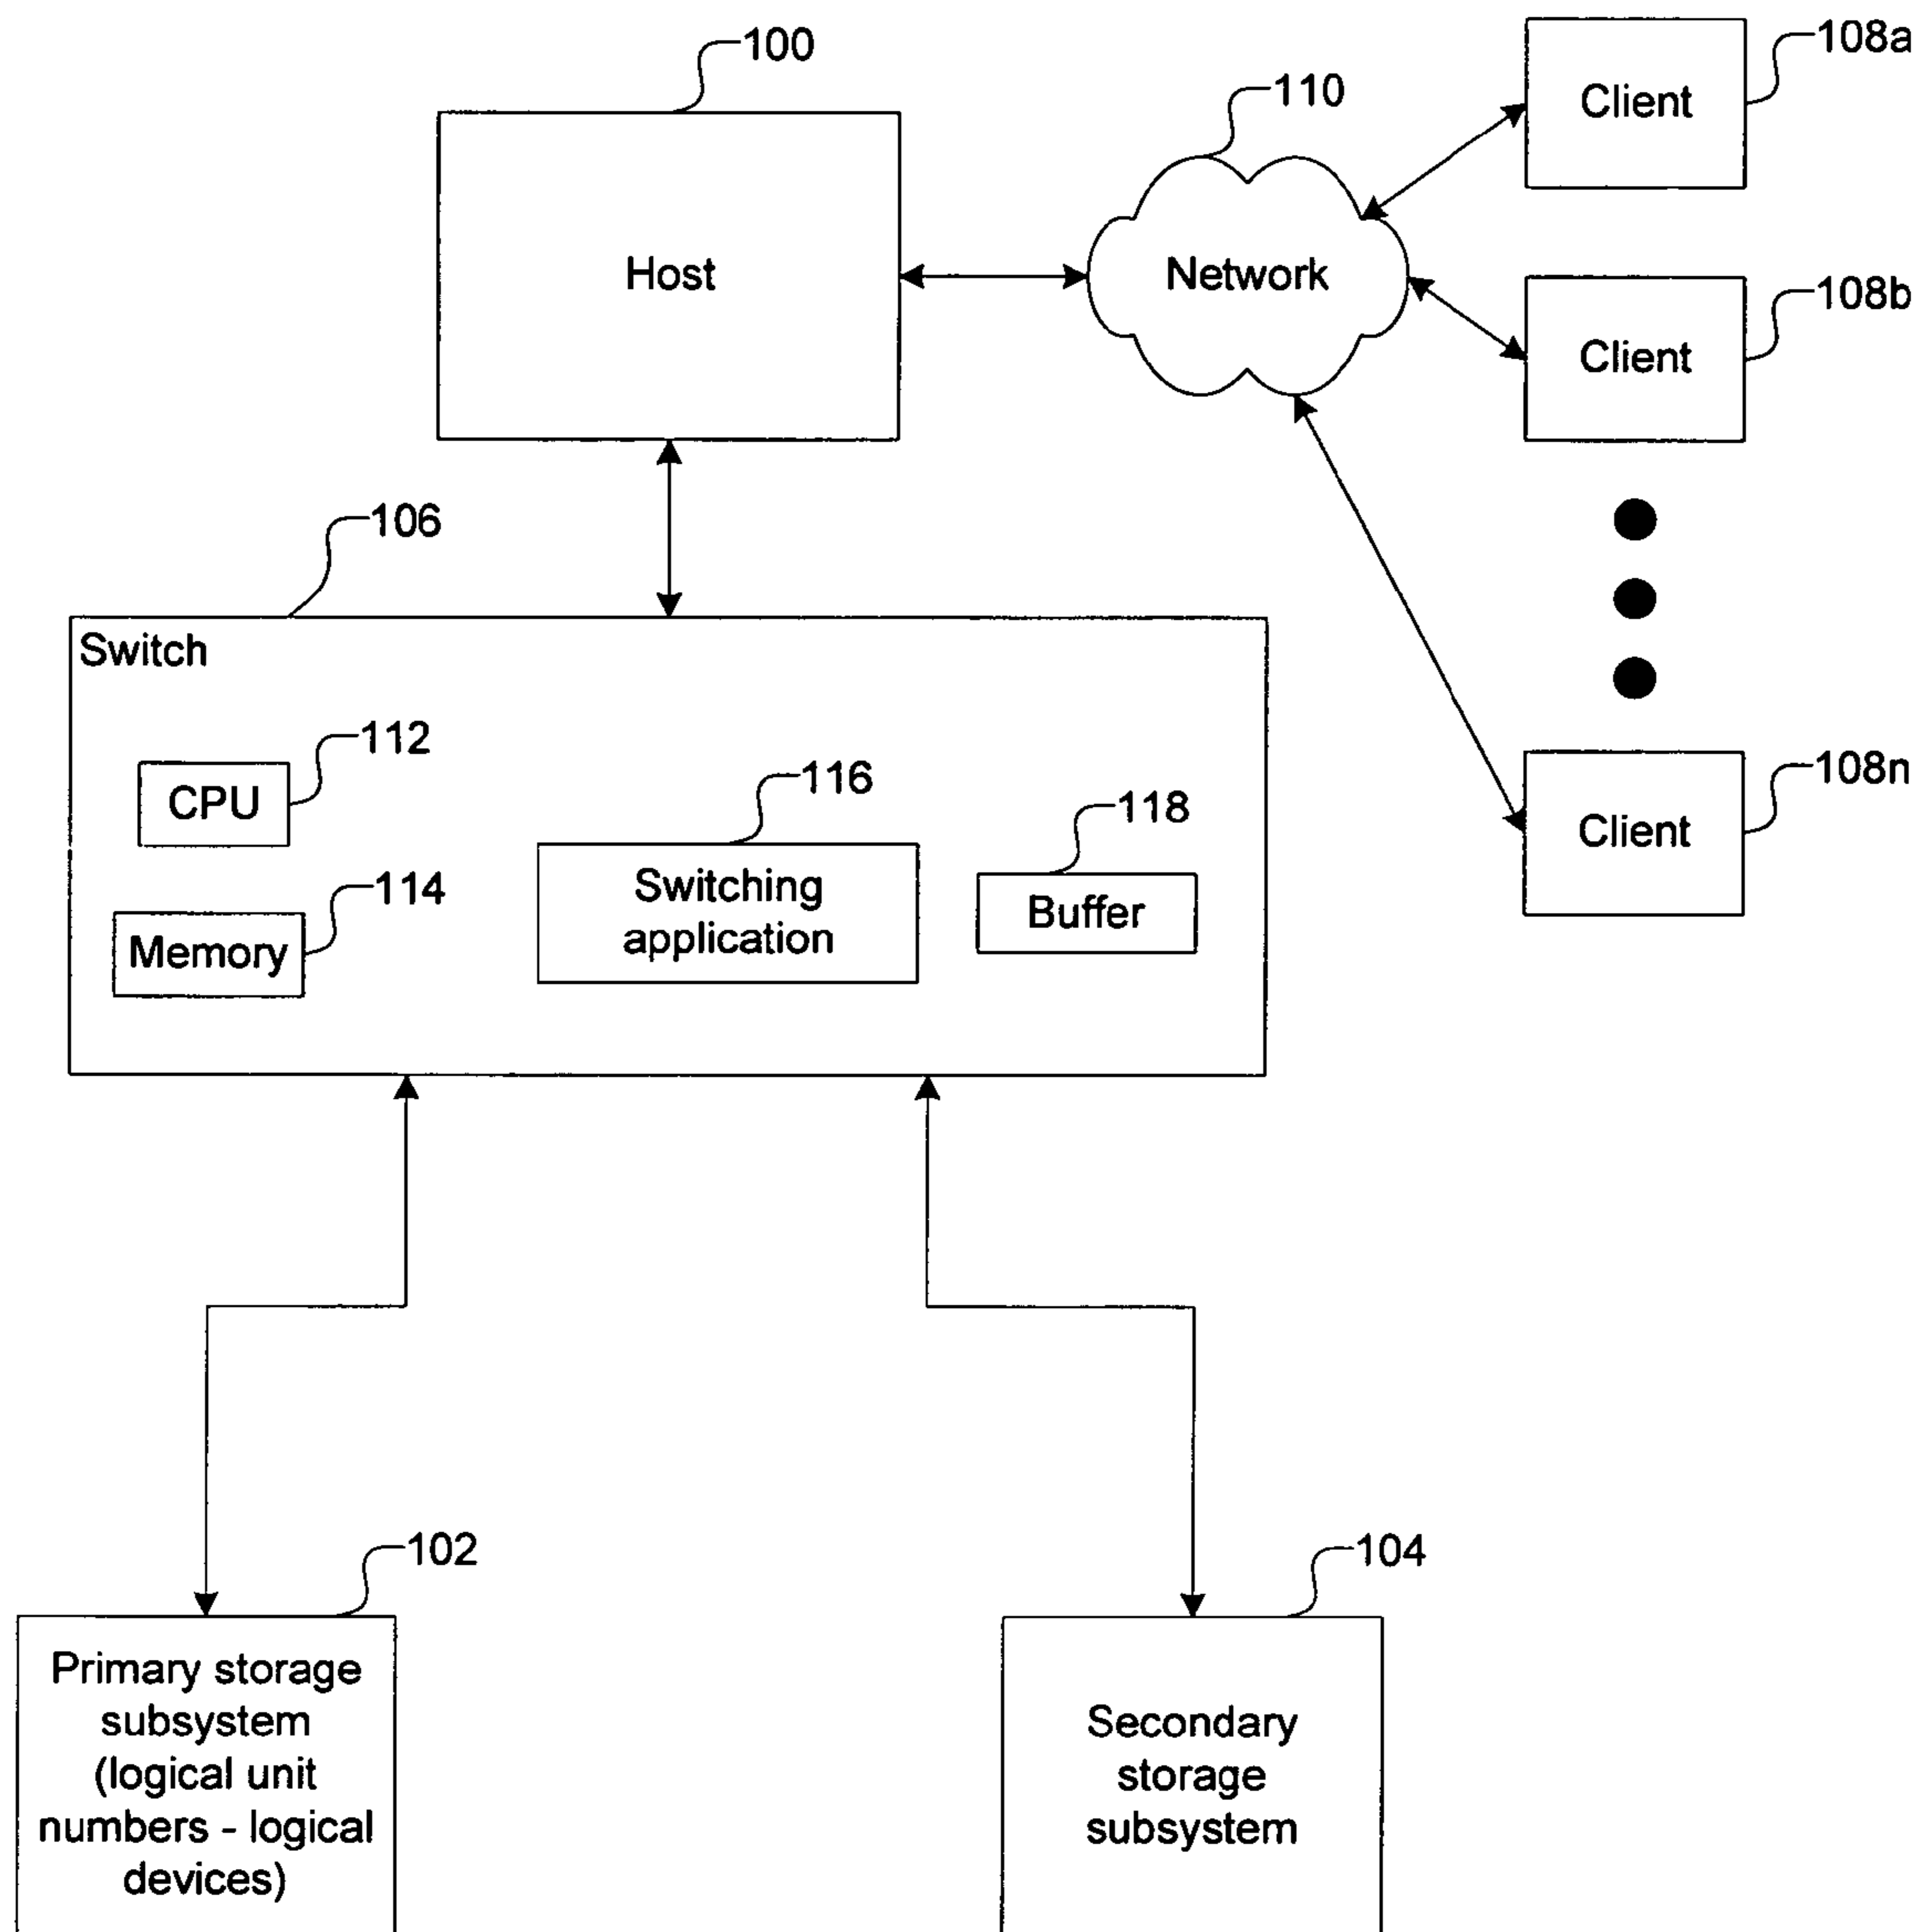 100
108a
Client
110
Host
Network
108b
Client
106
Switch
112
CPU
116
118
108n
Client
114
Memory
Switching
application
Buffer
102
104
Primary storage
subsystem
(logical unit
numbers - logical
devices)
Secondary
storage
subsystem